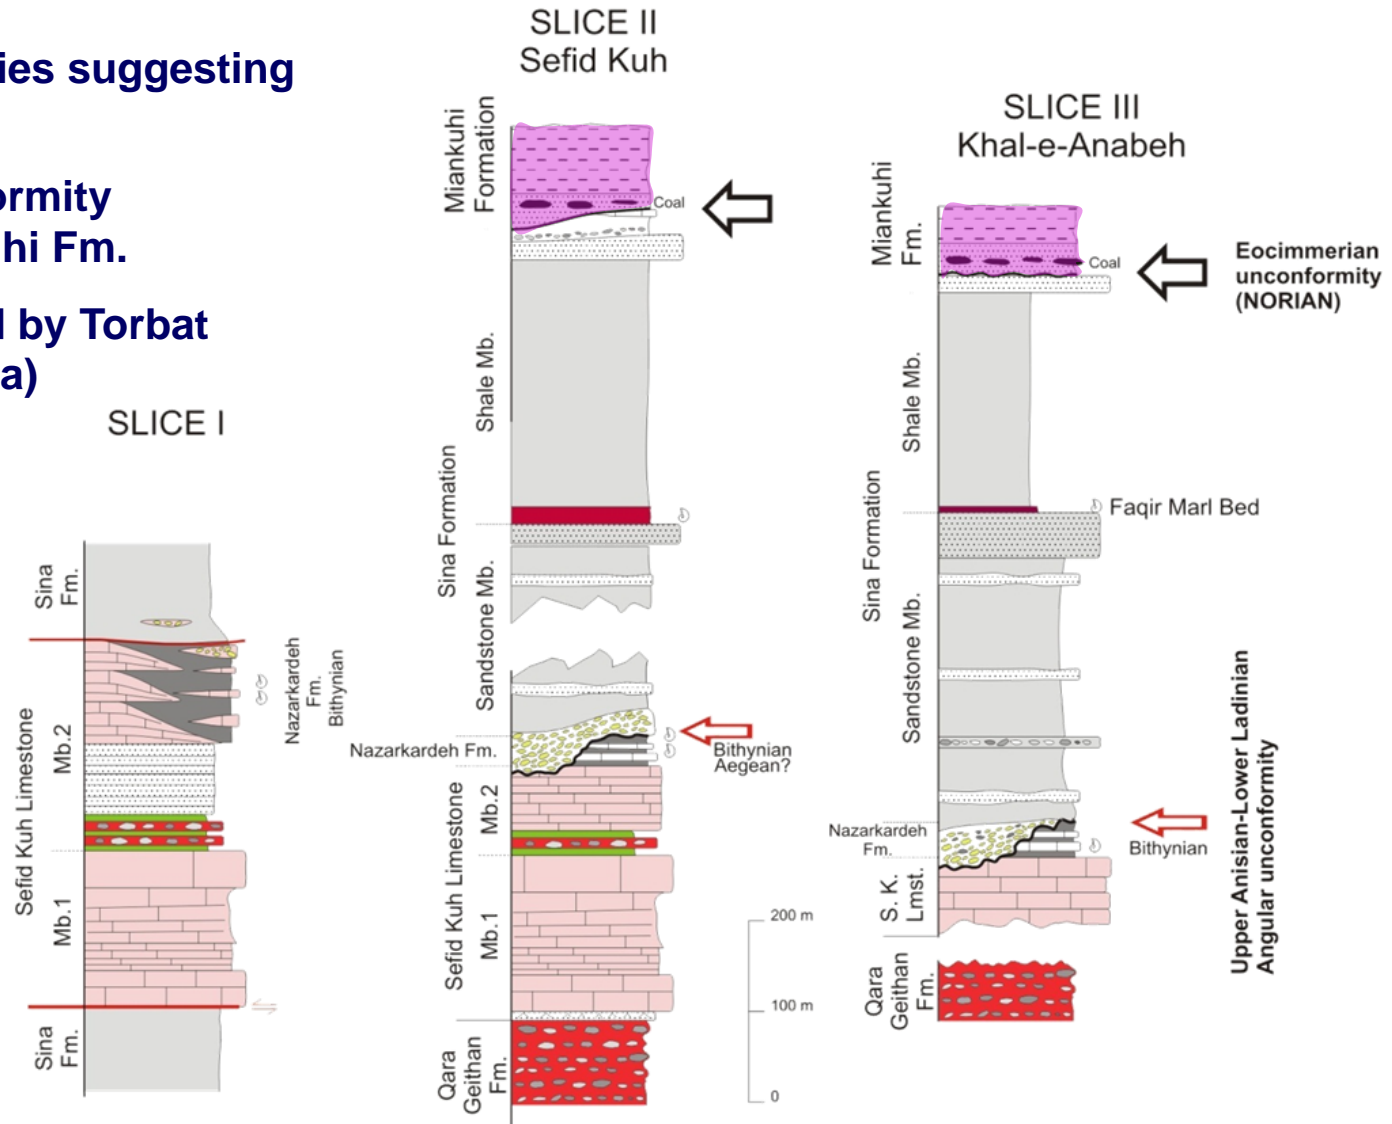 ies suggesting
ormity
hi Fm.
l by Torbat
a)
SLICE I
Sina
Fm.
Nazarkardeh
Fm.
Bithynian
Sefid Kuh Limestone
Mb.2
Mb.1
Sina
Fm.
SLICE II
Sefid Kuh
Miankuhi
Formation
Coal
Shale Mb.
Sina Formation
Sandstone Mb.
Nazarkardeh Fm.
Bithynian
Aegean?
Sefid Kuh Limestone
Mb.2
Mb.1
Qara
Geithan
Fm.
200 m
100 m
0
SLICE III
Khal-e-Anabeh
Miankuhi
Fm.
Coal
Eocimmerian
unconformity
(NORIAN)
Shale Mb.
Faqir Marl Bed
Sina Formation
Sandstone Mb.
Nazarkardeh
Fm.
Bithynian
Upper Anisian-Lower Ladinian
Angular unconformity
S. K.
Lmst.
Qara
Geithan
Fm.